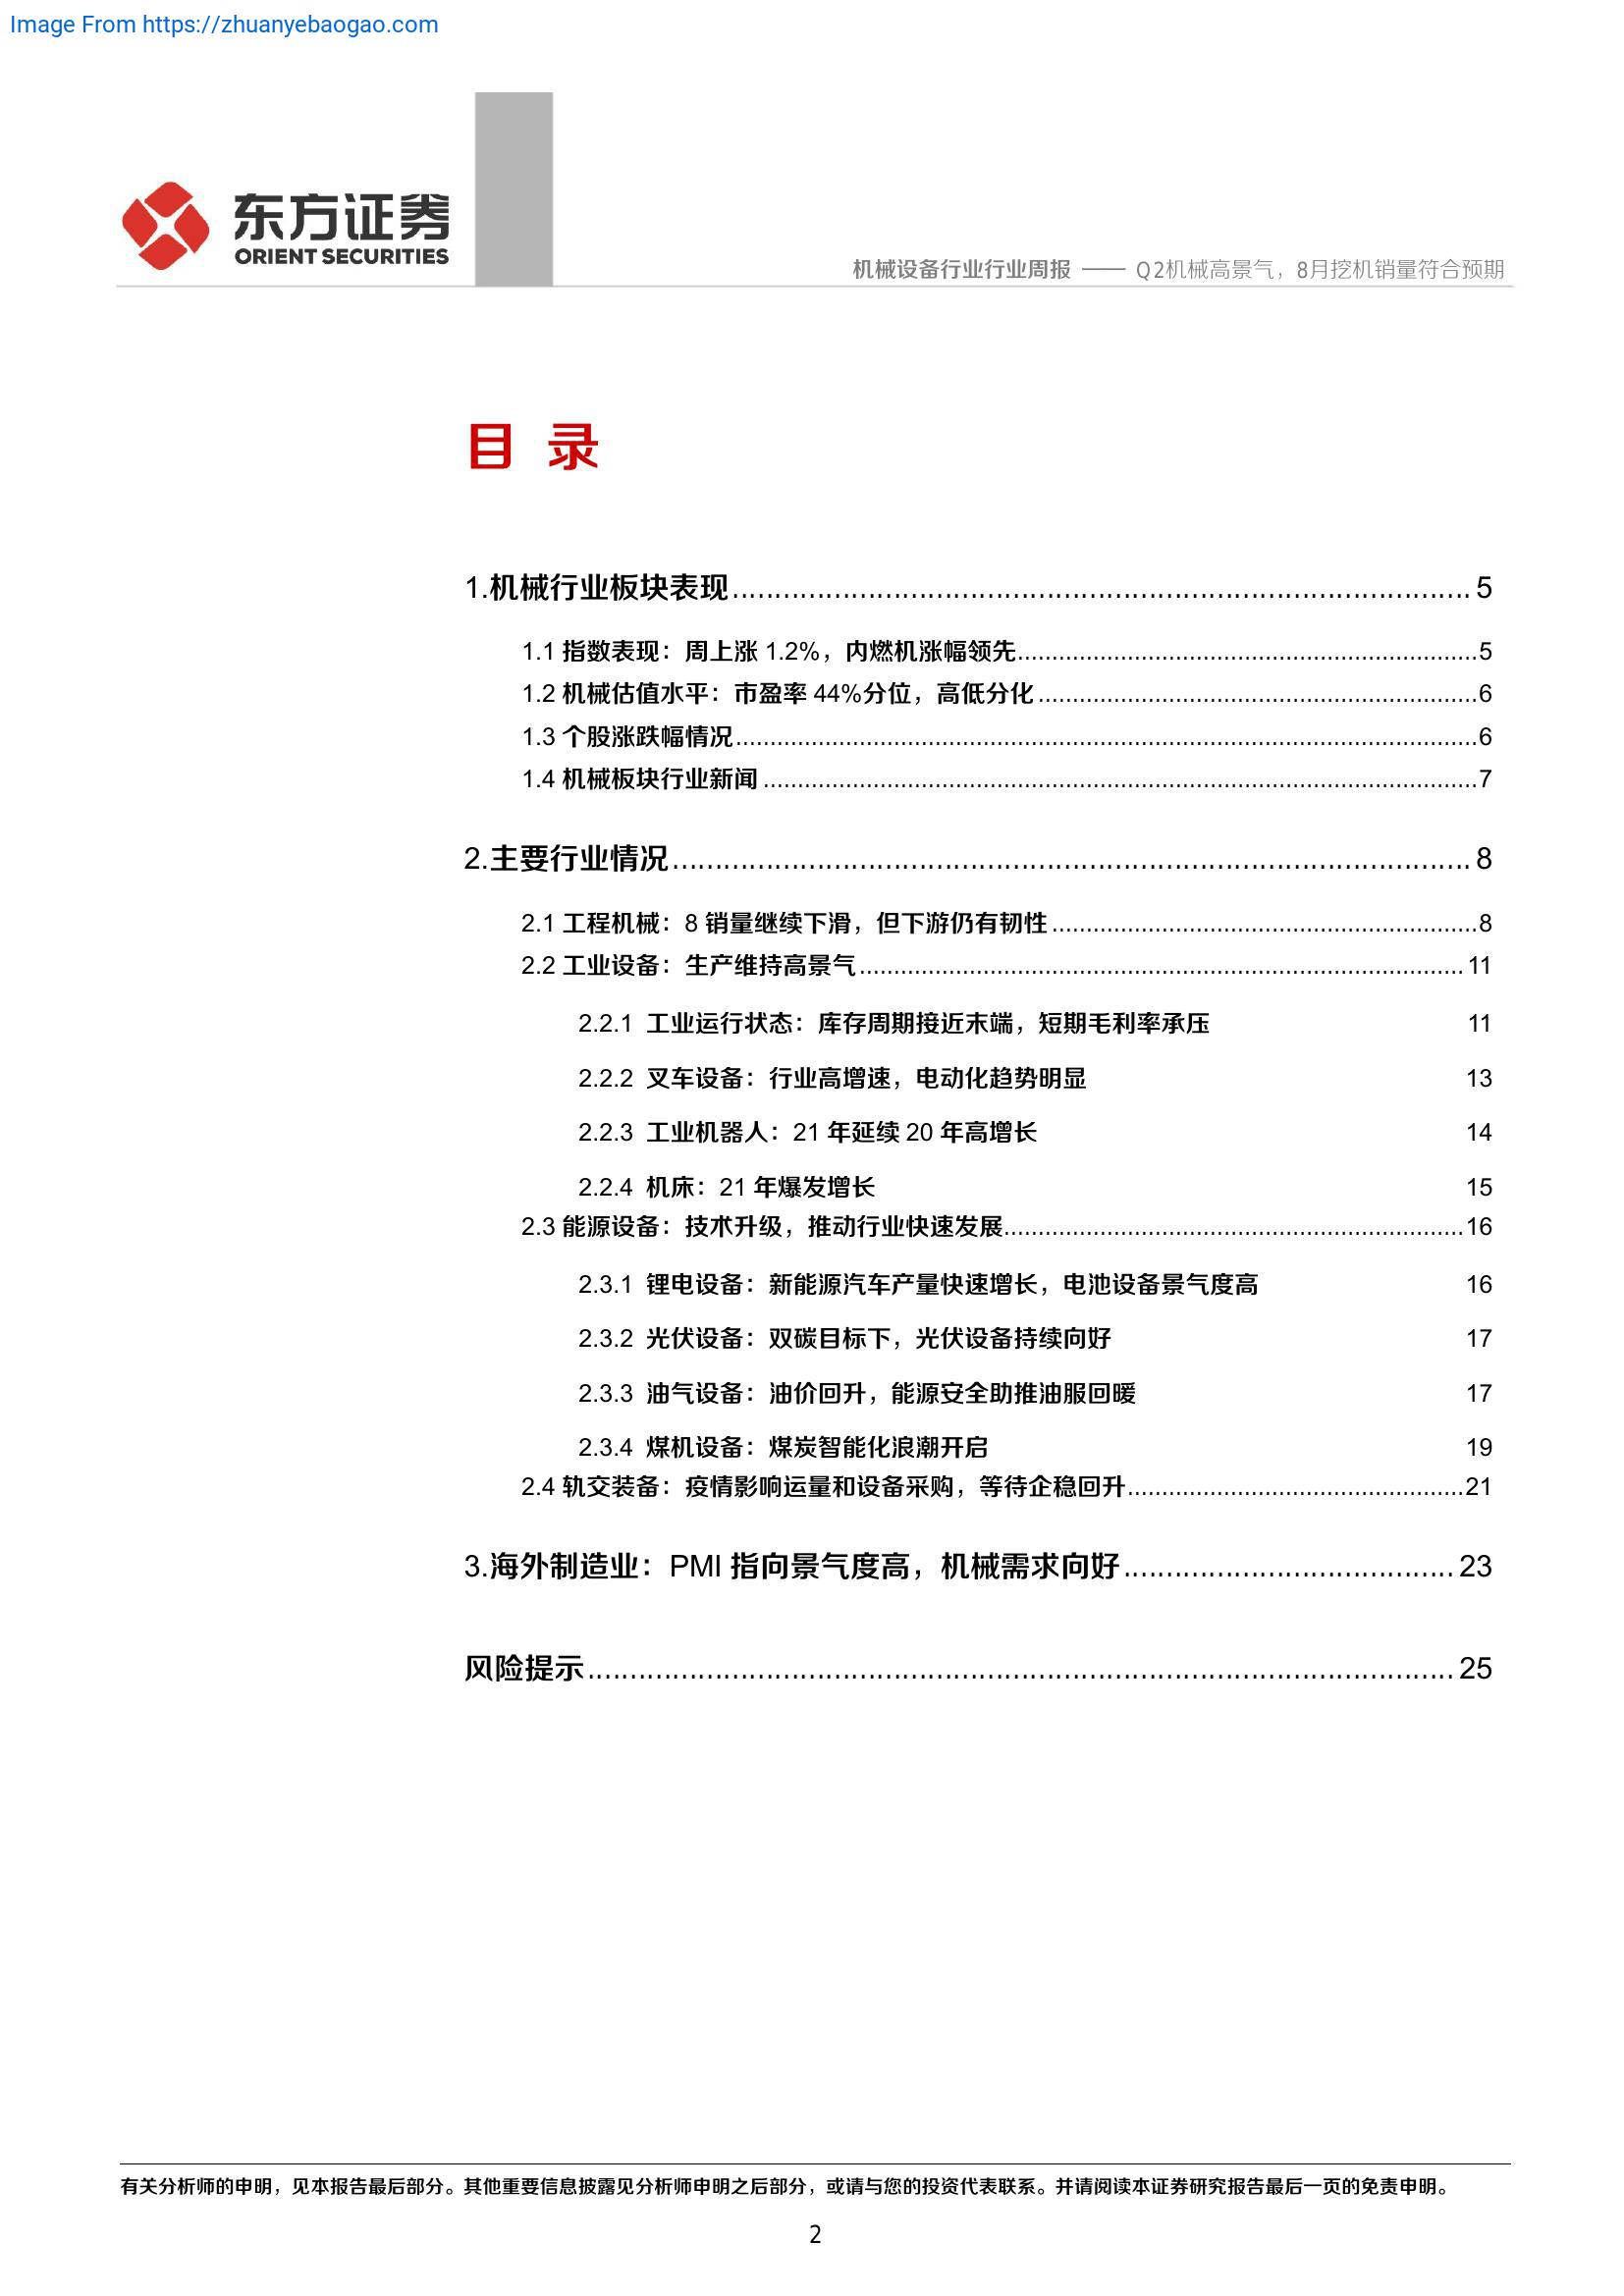 Image From https://zhuanyebaogao.com
东方证券
ORIENT SECURITIES
机械设备行业行业周报 —— Q2机械高景气，8月挖机销量符合预期
目 录
1.机械行业板块表现 5
1.1 指数表现：周上涨 1.2%，内燃机涨幅领先 5
1.2 机械估值水平：市盈率 44%分位，高低分化 6
1.3 个股涨跌幅情况 6
1.4 机械板块行业新闻 7
2.主要行业情况 8
2.1 工程机械：8 销量继续下滑，但下游仍有韧性 8
2.2 工业设备：生产维持高景气 11
2.2.1 工业运行状态：库存周期接近末端，短期毛利率承压 11
2.2.2 叉车设备：行业高增速，电动化趋势明显 13
2.2.3 工业机器人：21 年延续 20 年高增长 14
2.2.4 机床：21 年爆发增长 15
2.3 能源设备：技术升级，推动行业快速发展 16
2.3.1 锂电设备：新能源汽车产量快速增长，电池设备景气度高 16
2.3.2 光伏设备：双碳目标下，光伏设备持续向好 17
2.3.3 油气设备：油价回升，能源安全助推油服回暖 17
2.3.4 煤机设备：煤炭智能化浪潮开启 19
2.4 轨交装备：疫情影响运量和设备采购，等待企稳回升 21
3.海外制造业：PMI 指向景气度高，机械需求向好 23
风险提示 25
有关分析师的申明，见本报告最后部分。其他重要信息披露见分析师申明之后部分，或请与您的投资代表联系。并请阅读本证券研究报告最后一页的免责申明。
2